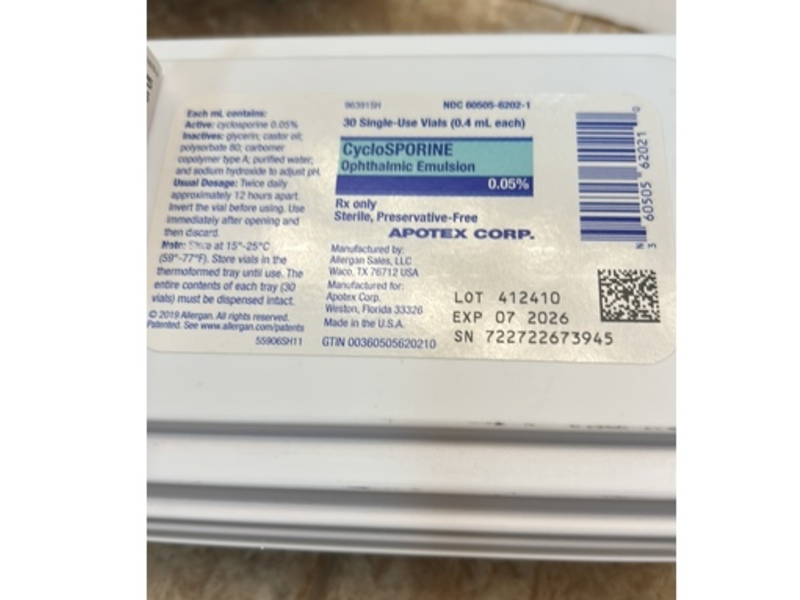 Each mL contains:
Active: cyclosporine 0.05%
Inactives: glycerin; castor oil;
polysorbate 80; carbomer
copolymer type A; purified water;
and sodium hydroxide to adjust pH.
Usual Dosage: Twice daily
approximately 12 hours apart.
Invert the vial before using. Use
immediately after opening and
then discard.
Note: Store at 15°-25°C
(59°-77°F). Store vials in the
thermoformed tray until use. The
entire contents of each tray (30
vials) must be dispensed intact.
© 2019 Allergan. All rights reserved.
Patented. See www.allergan.com/patents
55906SH11
96391SH
NDC 60505-6202-1
30 Single-Use Vials (0.4 mL each)
CycloSPORINE
Ophthalmic Emulsion
0.05%
Rx only
Sterile, Preservative-Free
APOTEX CORP.
Manufactured by:
Allergan Sales, LLC
Waco, TX 76712 USA
Manufactured for:
Apotex Corp.
Weston, Florida 33326
Made in the U.S.A.
GTIN 00360505620210
LOT 412410
EXP 07 2026
SN 722722673945
N 3 60505 62021 0